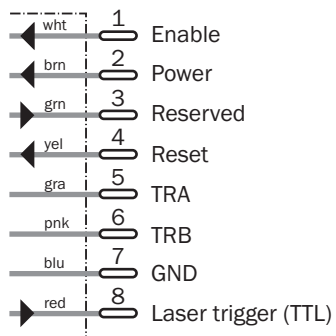 wht 1 Enable
brn 2 Power
grn 3 Reserved
yel 4 Reset
gra 5 TRA
pnk 6 TRB
blu 7 GND
red 8 Laser trigger (TTL)